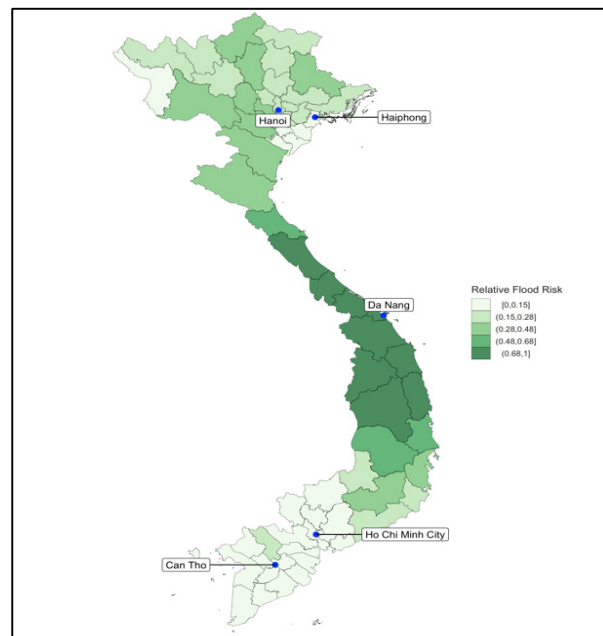 Hanoi
Haiphong
Da Nang
Relative Flood Risk
[0,0.15]
(0.15,0.28]
(0.28,0.48]
(0.48,0.68]
(0.68,1]
Ho Chi Minh City
Can Tho